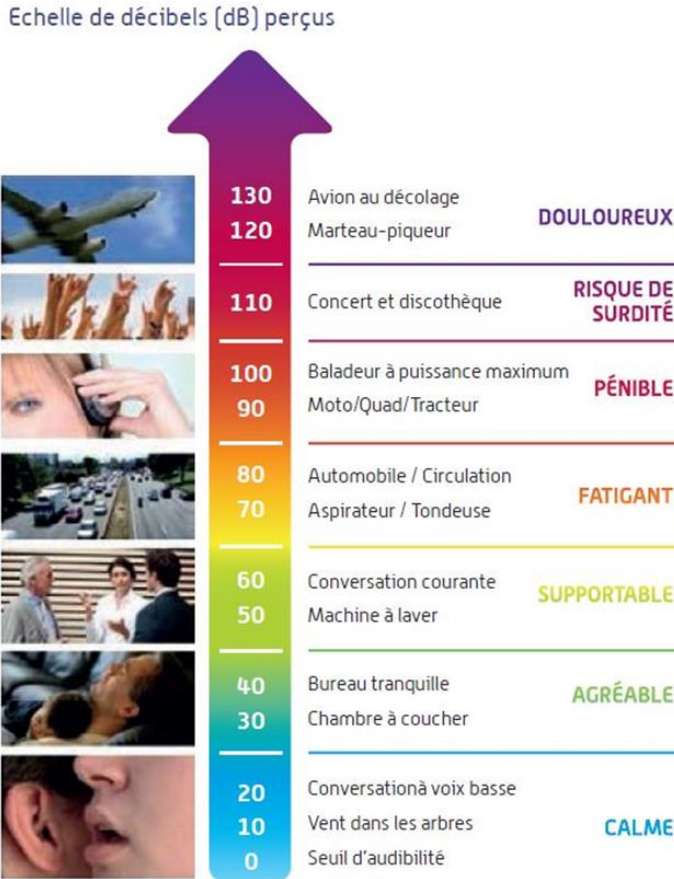 Echelle de décibels (dB) perçus
130 Avion au décolage
120 Marteau-piqueur
DOULOUREUX
110 Concert et discothèque
RISQUE DE
SURDITÉ
100 Baladeur à puissance maximum
90 Moto/Quad/Tracteur
PÉNIBLE
80 Automobile / Circulation
70 Aspirateur / Tondeuse
FATIGANT
60 Conversation courante
50 Machine à laver
SUPPORTABLE
40 Bureau tranquille
30 Chambre à coucher
AGRÉABLE
20 Conversationà voix basse
10 Vent dans les arbres
0 Seuil d'audibilité
CALME